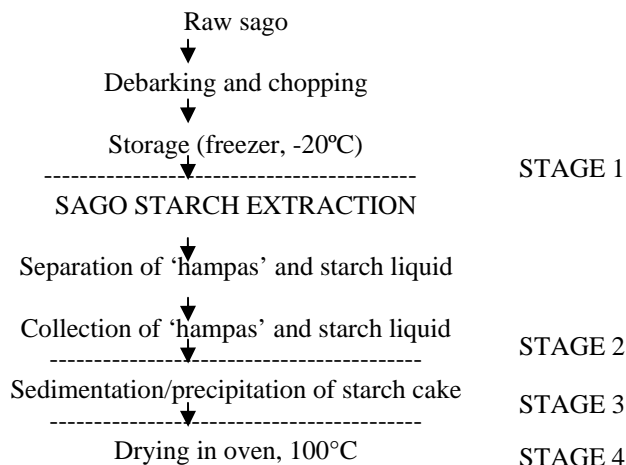 Raw sago
Debarking and chopping
Storage (freezer, -20ºC)
STAGE 1
SAGO STARCH EXTRACTION
Separation of ‘hampas’ and starch liquid
Collection of ‘hampas’ and starch liquid
STAGE 2
Sedimentation/precipitation of starch cake
STAGE 3
Drying in oven, 100°C
STAGE 4